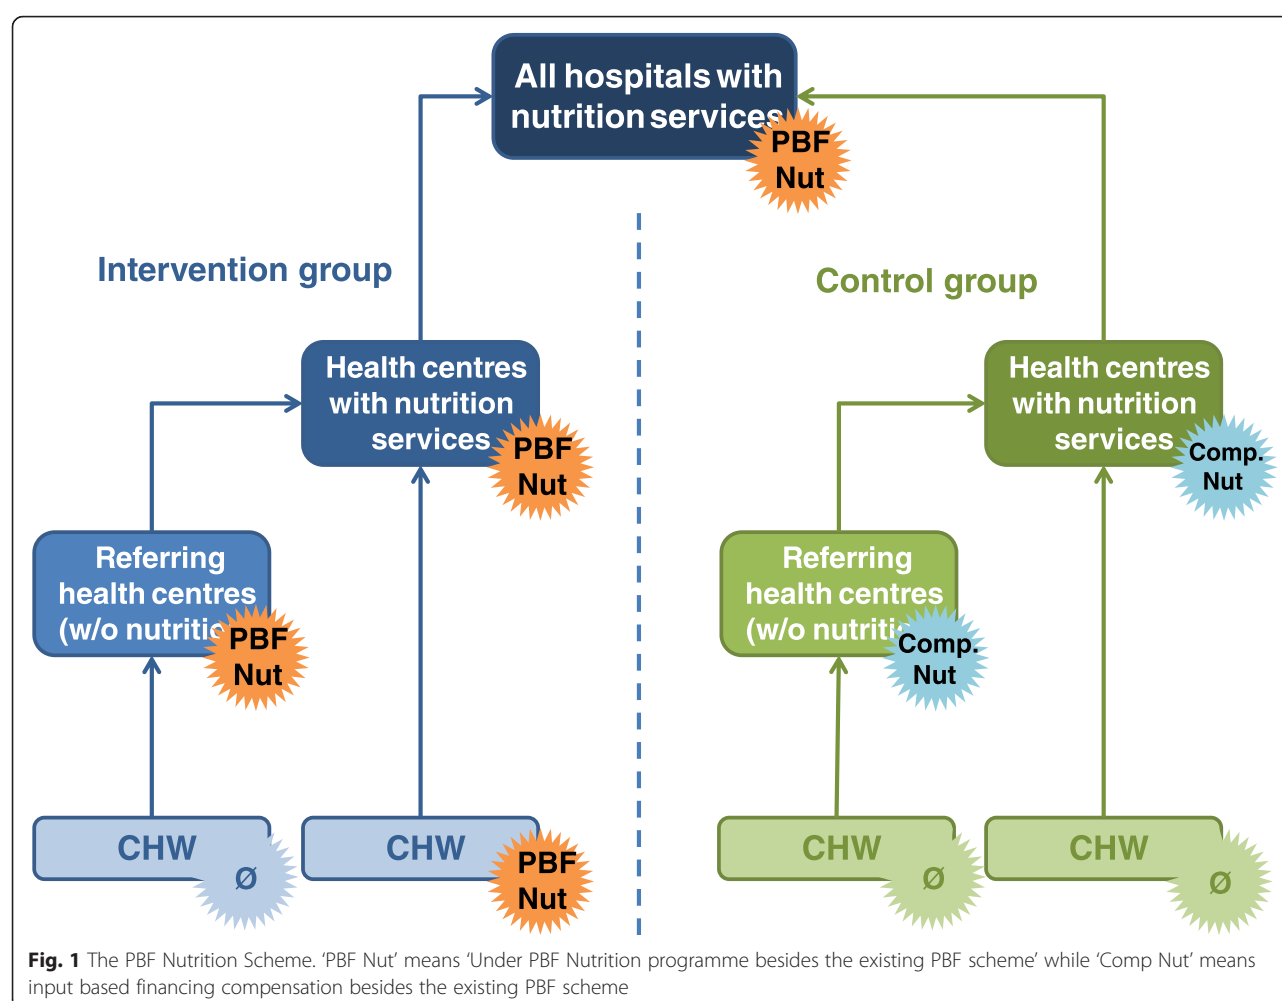 All hospitals with
nutrition services
PBF
Nut
Intervention group
Control group
Health centres
with nutrition
services
PBF
Nut
Health centres
with nutrition
services
Comp.
Nut
Referring
health centres
(w/o nutriti
PBF
Nut
Referring
health centres
(w/o nutriti
Comp.
Nut
CHW
Ø
CHW
PBF
Nut
CHW
Ø
CHW
Ø
Fig. 1 The PBF Nutrition Scheme. ‘PBF Nut’ means ‘Under PBF Nutrition programme besides the existing PBF scheme’ while ‘Comp Nut’ means
input based financing compensation besides the existing PBF scheme